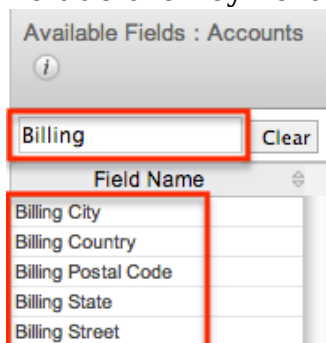 Available Fields : Accounts
i
Billing Clear
Field Name
Billing City
Billing Country
Billing Postal Code
Billing State
Billing Street